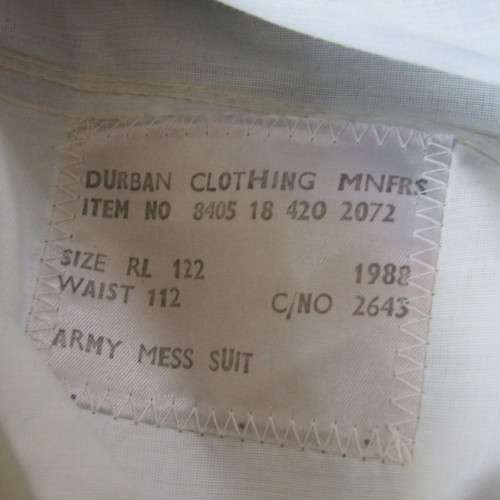 DURBAN CLOTHING MNFRS
ITEM NO 8405 18 420 2072
SIZE RL 122 1988
WAIST 112 C/NO 2643
ARMY MESS SUIT